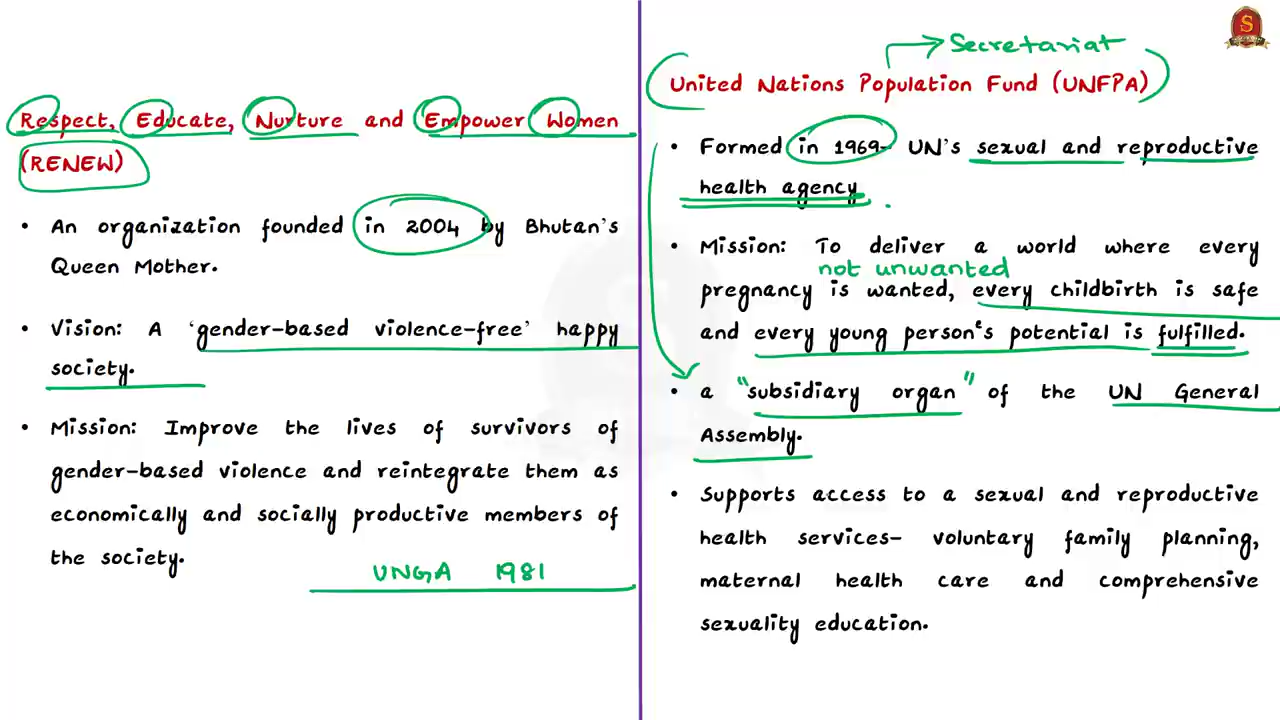 Respect, Educate, Nurture and Empower Women
(RENEW)
• An organization founded in 2004 by Bhutan's
Queen Mother.
• Vision: A 'gender-based violence-free' happy
society.
• Mission: Improve the lives of survivors of
gender-based violence and reintegrate them as
economically and socially productive members of
the society.
UNGA 1981
Secretariat
United Nations Population Fund (UNFPA)
• Formed in 1969- UN's sexual and reproductive
health agency
• Mission: To deliver a world where every
not unwanted
pregnancy is wanted, every childbirth is safe
and every young person's potential is fulfilled.
• a "subsidiary organ" of the UN General
Assembly.
• Supports access to a sexual and reproductive
health services- voluntary family planning,
maternal health care and comprehensive
sexuality education.
S